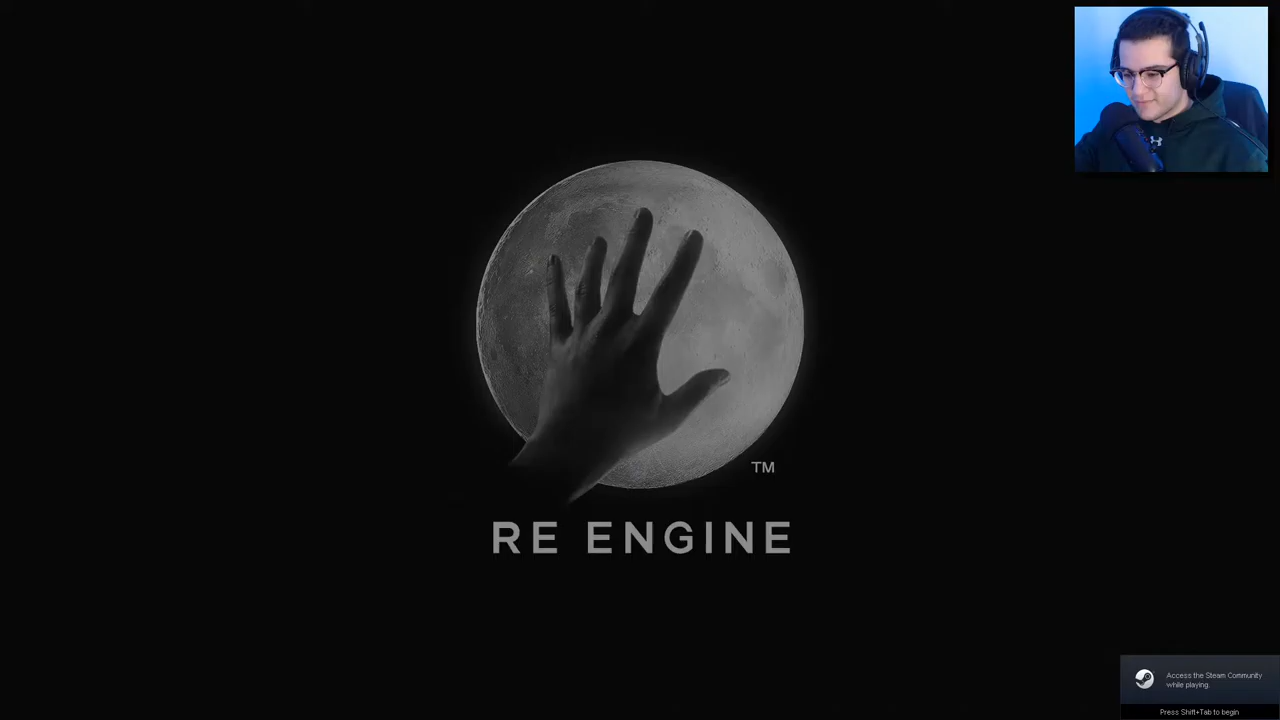 TM
RE ENGINE
Access the Steam Community
while playing.
Press Shift+Tab to begin